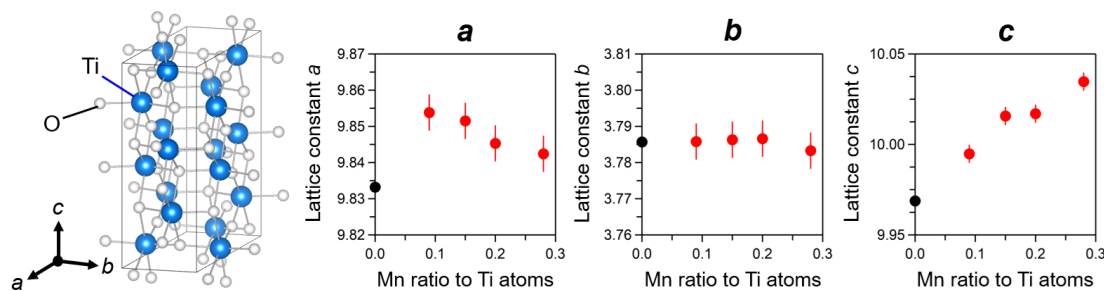 Ti
O
c
b
a
a
Lattice constant a
9.87
9.86
9.85
9.84
9.83
9.82
0.0 0.1 0.2 0.3
Mn ratio to Ti atoms
b
Lattice constant b
3.81
3.80
3.79
3.78
3.77
3.76
0.0 0.1 0.2 0.3
Mn ratio to Ti atoms
c
Lattice constant c
10.05
10.00
9.95
0.0 0.1 0.2 0.3
Mn ratio to Ti atoms